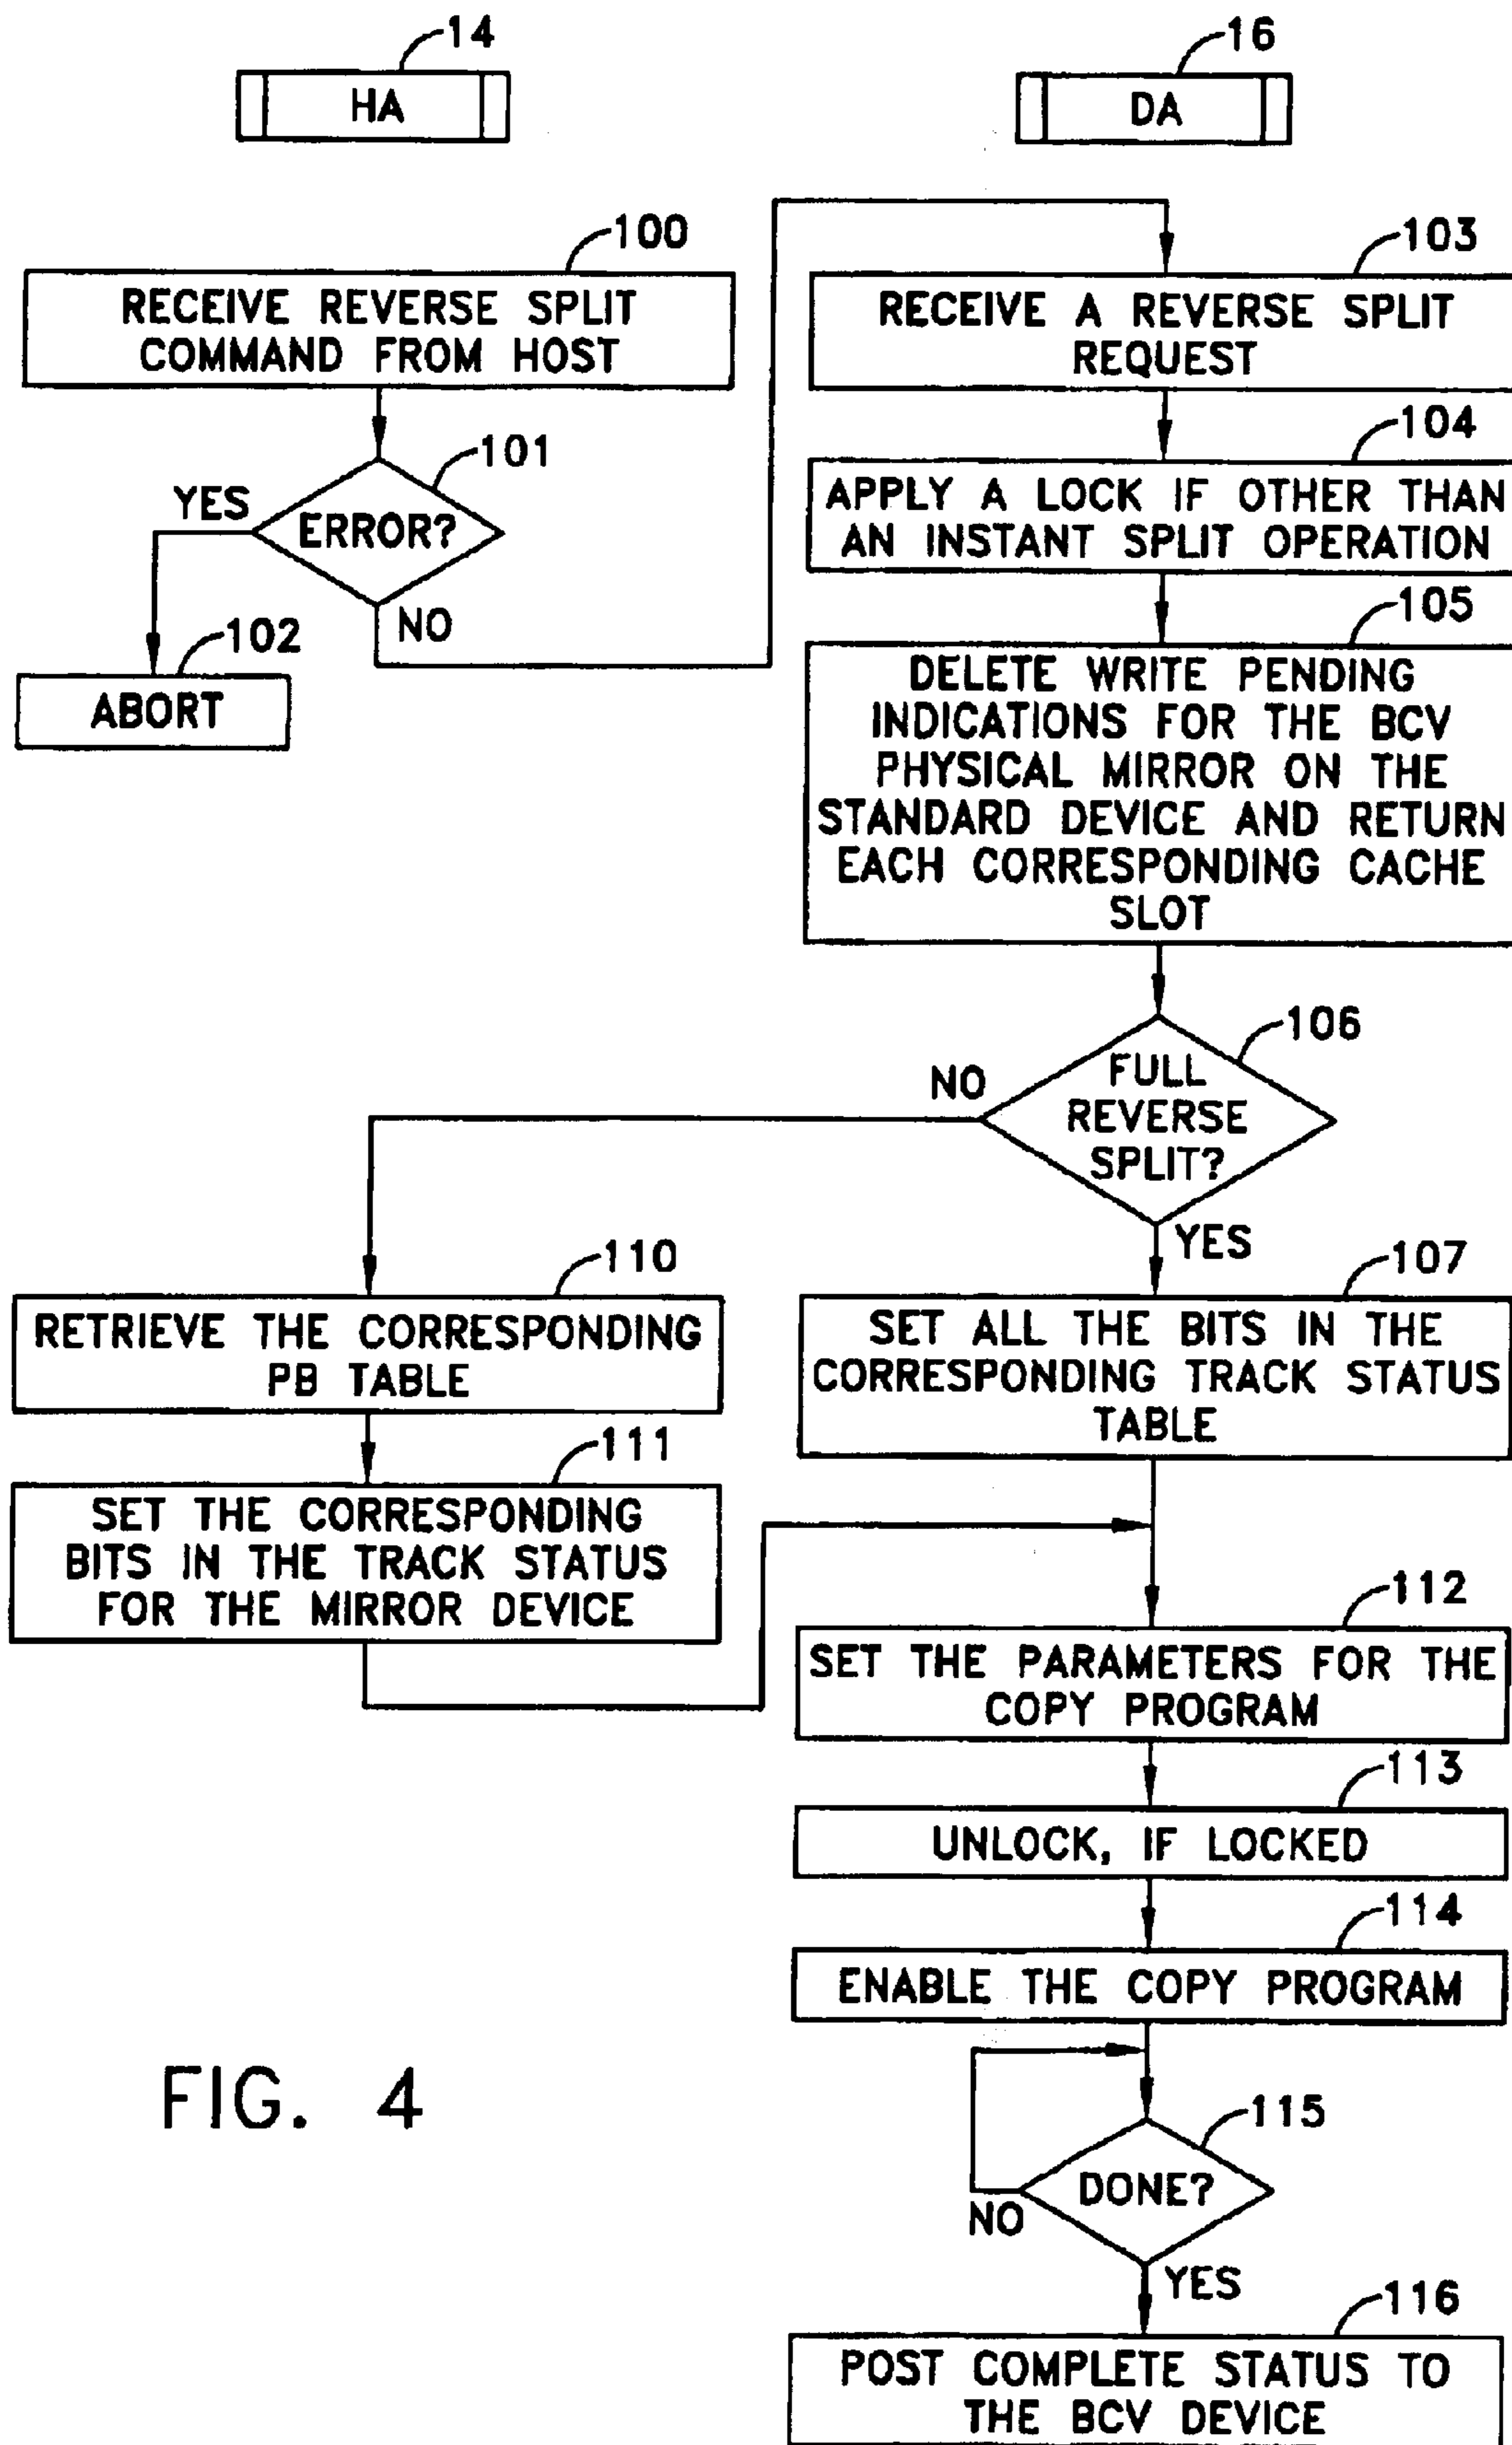 14
HA
16
DA
100
RECEIVE REVERSE SPLIT
COMMAND FROM HOST
101
ERROR?
YES
NO
102
ABORT
103
RECEIVE A REVERSE SPLIT
REQUEST
104
APPLY A LOCK IF OTHER THAN
AN INSTANT SPLIT OPERATION
105
DELETE WRITE PENDING
INDICATIONS FOR THE BCV
PHYSICAL MIRROR ON THE
STANDARD DEVICE AND RETURN
EACH CORRESPONDING CACHE
SLOT
106
FULL
REVERSE
SPLIT?
NO
YES
110
RETRIEVE THE CORRESPONDING
PB TABLE
111
SET THE CORRESPONDING
BITS IN THE TRACK STATUS
FOR THE MIRROR DEVICE
107
SET ALL THE BITS IN THE
CORRESPONDING TRACK STATUS
TABLE
112
SET THE PARAMETERS FOR THE
COPY PROGRAM
113
UNLOCK, IF LOCKED
114
ENABLE THE COPY PROGRAM
115
DONE?
NO
YES
116
POST COMPLETE STATUS TO
THE BCV DEVICE
FIG. 4